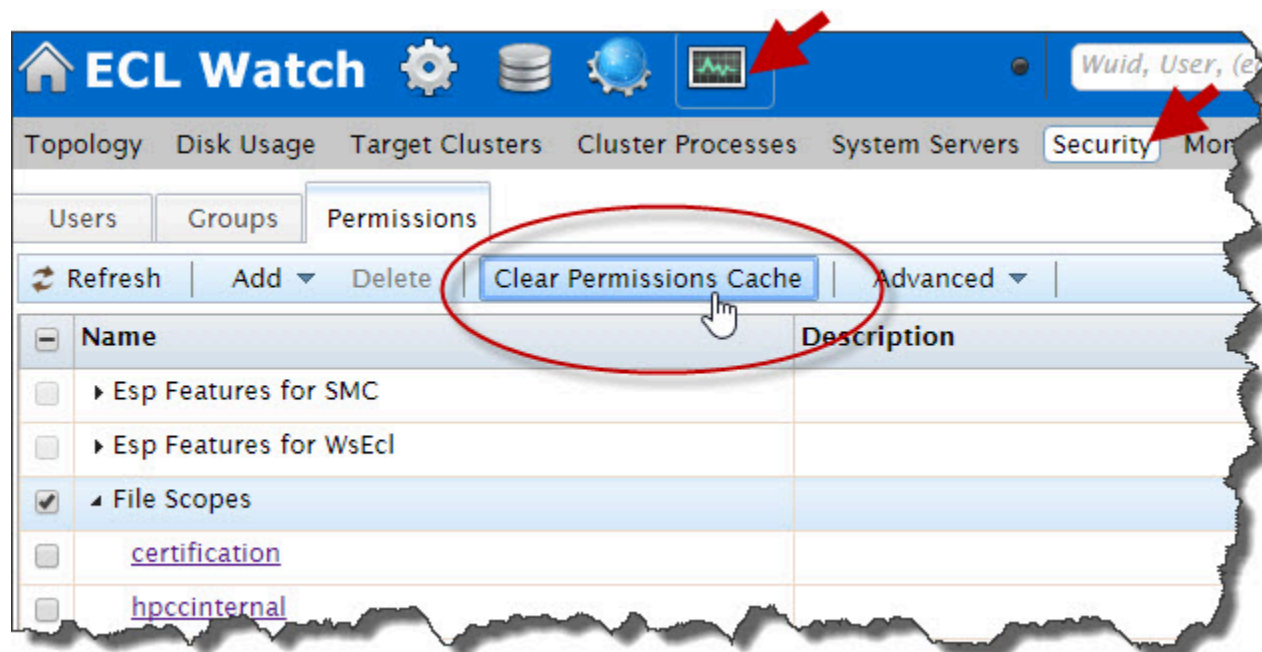 ECL Watch Wuid, User, (e
Topology Disk Usage Target Clusters Cluster Processes System Servers Security Mon
Users Groups Permissions
Refresh Add Delete Clear Permissions Cache Advanced
Name Description
Esp Features for SMC
Esp Features for WsEcl
File Scopes
certification
hpccinternal